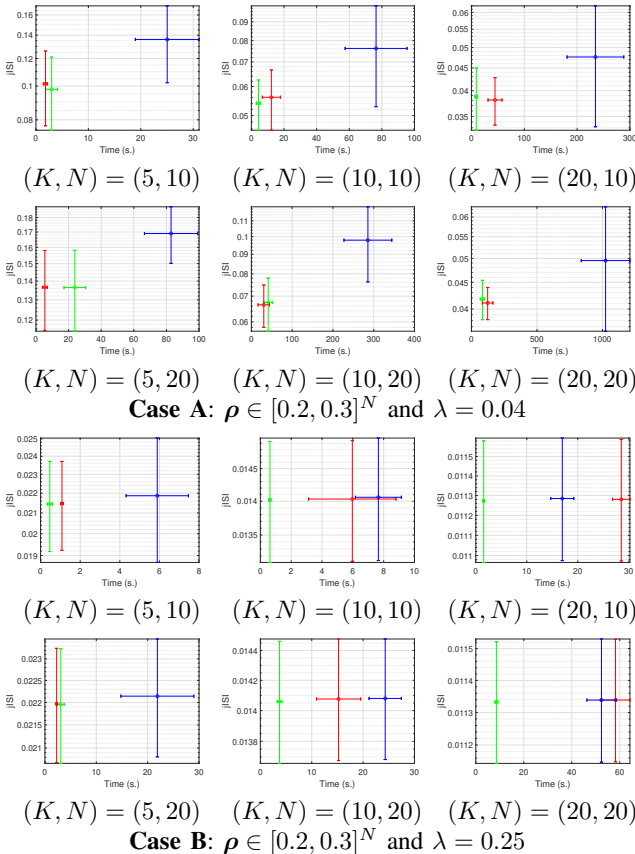 jISI
0.16
0.14
0.12
0.1
0.08
0 10 20 30
Time (s.)
(K, N) = (5, 10)
jISI
0.09
0.08
0.07
0.06
0.05
0 20 40 60 80 100
Time (s.)
(K, N) = (10, 10)
jISI
0.06
0.055
0.05
0.045
0.04
0.035
0 100 200 300
Time (s.)
(K, N) = (20, 10)
jISI
0.18
0.17
0.16
0.15
0.14
0.13
0.12
0 20 40 60 80 100
Time (s.)
(K, N) = (5, 20)
jISI
0.11
0.1
0.09
0.08
0.07
0.06
0 100 200 300 400
Time (s.)
(K, N) = (10, 20)
jISI
0.06
0.055
0.05
0.045
0.04
0 500 1000
Time (s.)
(K, N) = (20, 20)
Case A: ρ ∈ [0.2, 0.3]^N and λ = 0.04
jISI
0.025
0.024
0.023
0.022
0.021
0.02
0.019
0 2 4 6 8
Time (s.)
(K, N) = (5, 10)
jISI
0.0145
0.014
0.0135
0 2 4 6 8 10
Time (s.)
(K, N) = (10, 10)
jISI
0.0115
0.0114
0.0113
0.0112
0.0111
0.011
0 10 20 30
Time (s.)
(K, N) = (20, 10)
jISI
0.023
0.0225
0.022
0.0215
0.021
0 10 20 30
Time (s.)
(K, N) = (5, 20)
jISI
0.0144
0.0142
0.014
0.0138
0 10 20 30
Time (s.)
(K, N) = (10, 20)
jISI
0.0115
0.0114
0.0113
0.0112
0 20 40 60
Time (s.)
(K, N) = (20, 20)
Case B: ρ ∈ [0.2, 0.3]^N and λ = 0.25